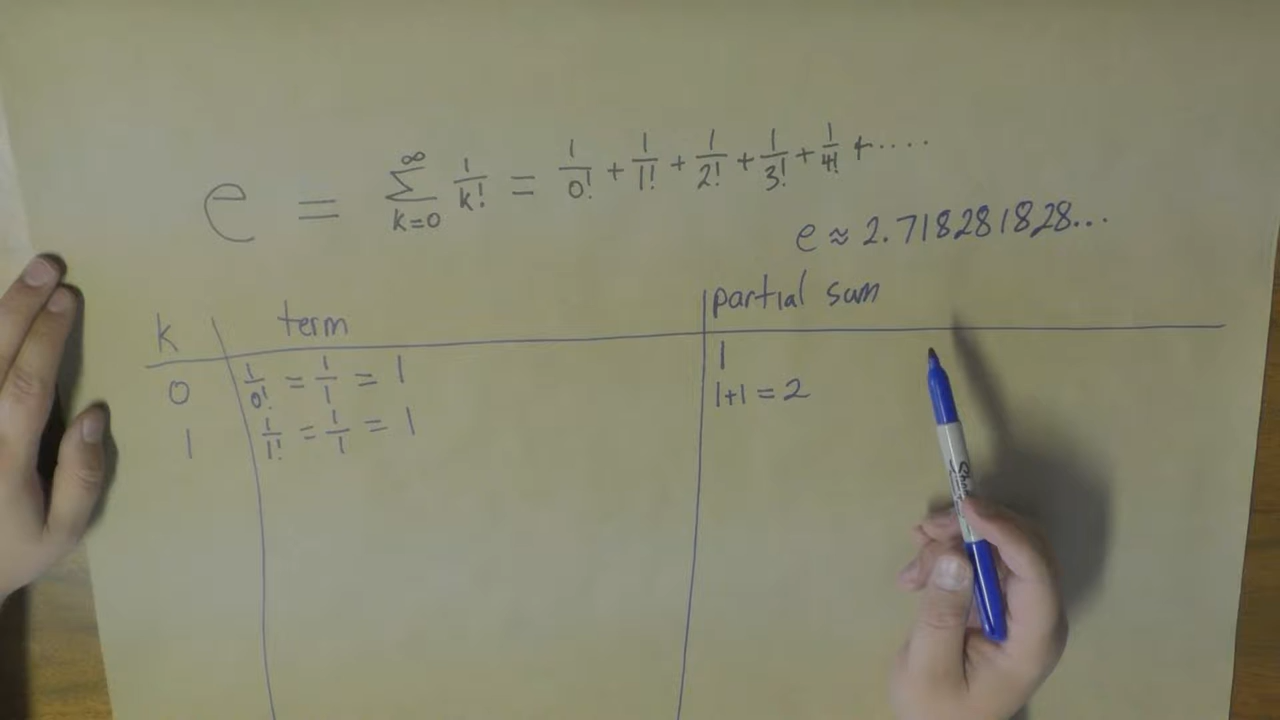 e = ∑ k=0 ∞ 1/k! = 1/0! + 1/1! + 1/2! + 1/3! + 1/4! + ....
e ≈ 2.718281828...
k term partial sum
0 1/0! = 1/1 = 1 1
1 1/1! = 1/1 = 1 1+1 = 2